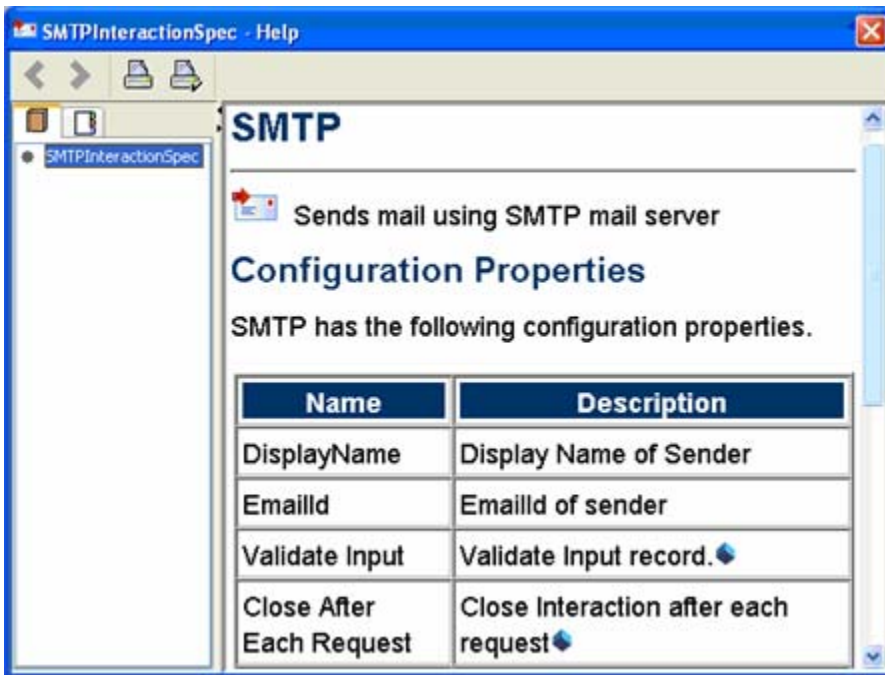 SMTPInteractionSpec - Help
SMTPInteractionSpec
SMTP
Sends mail using SMTP mail server
Configuration Properties
SMTP has the following configuration properties.
Name Description
DisplayName Display Name of Sender
EmailId EmailId of sender
Validate Input Validate Input record.
Close After Close Interaction after each
Each Request request